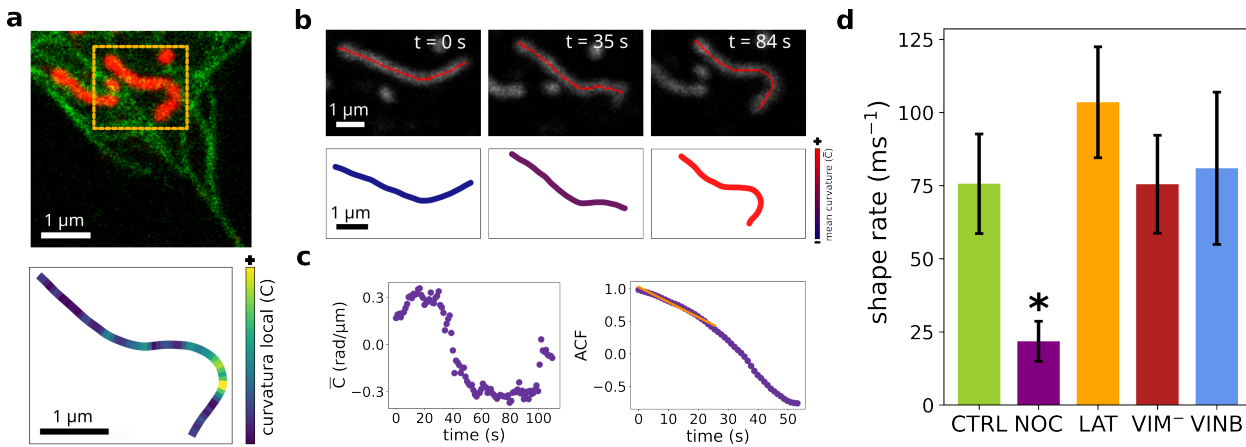 a
1 µm
curvatura local (C)
+
1 µm
b
t = 0 s
t = 35 s
t = 84 s
1 µm
1 µm
+
mean curvature (C̅)
-
c
C̅ (rad/µm)
0.3
0.0
−0.3
0 20 40 60 80 100
time (s)
ACF
1.0
0.5
0.0
−0.5
0 10 20 30 40 50
time (s)
d
shape rate (ms⁻¹)
125
100
75
50
25
0
*
CTRL NOC LAT VIM⁻ VINB